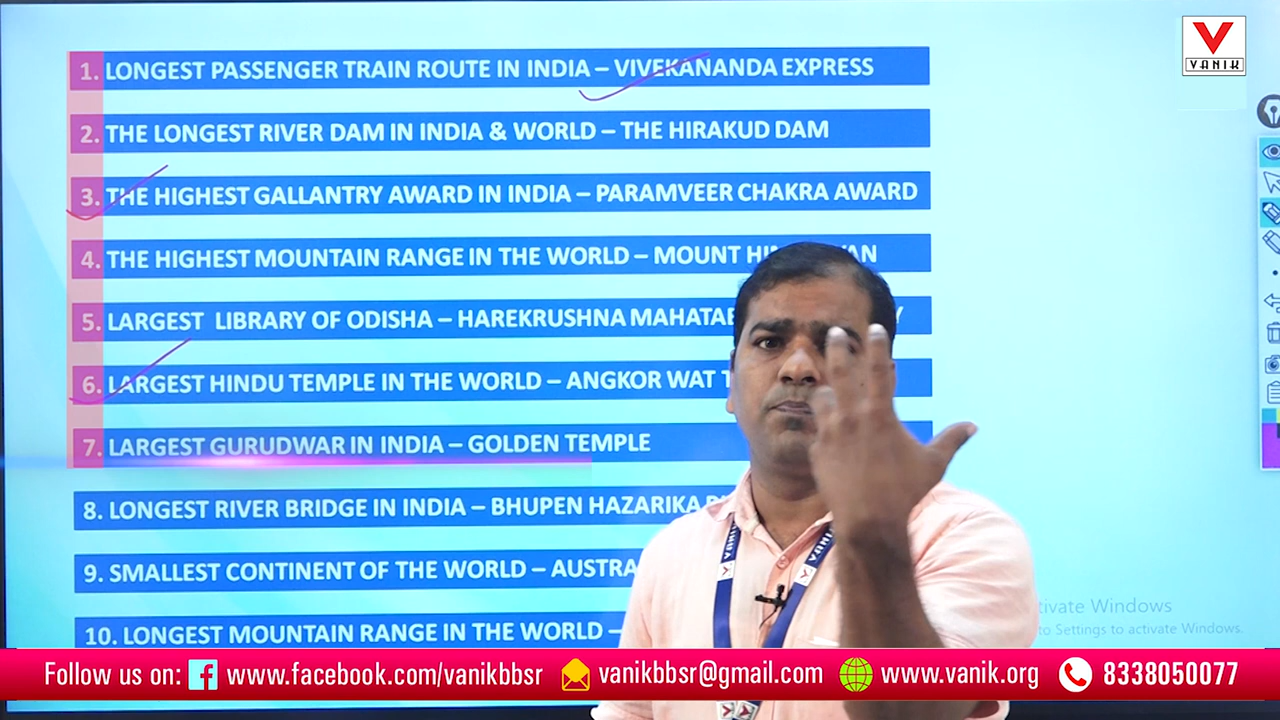 VANIK
1. LONGEST PASSENGER TRAIN ROUTE IN INDIA – VIVEKANANDA EXPRESS
2. THE LONGEST RIVER DAM IN INDIA & WORLD – THE HIRAKUD DAM
3. THE HIGHEST GALLANTRY AWARD IN INDIA – PARAMVEER CHAKRA AWARD
4. THE HIGHEST MOUNTAIN RANGE IN THE WORLD – MOUNT
5. LARGEST LIBRARY OF ODISHA – HAREKRUSHNA
6. LARGEST HINDU TEMPLE IN THE WORLD – ANGKOR WAT
7. LARGEST GURUDWAR IN INDIA – GOLDEN TEMPLE
8. LONGEST RIVER BRIDGE IN INDIA – BHUPEN HAZARIKA
9. SMALLEST CONTINENT OF THE WORLD –
10. LONGEST MOUNTAIN RANGE IN THE WORLD –
Windows
to Settings to activate Windows.
Follow us on: www.facebook.com/vanikbbsr vanikbbsr@gmail.com www.vanik.org 8338050077